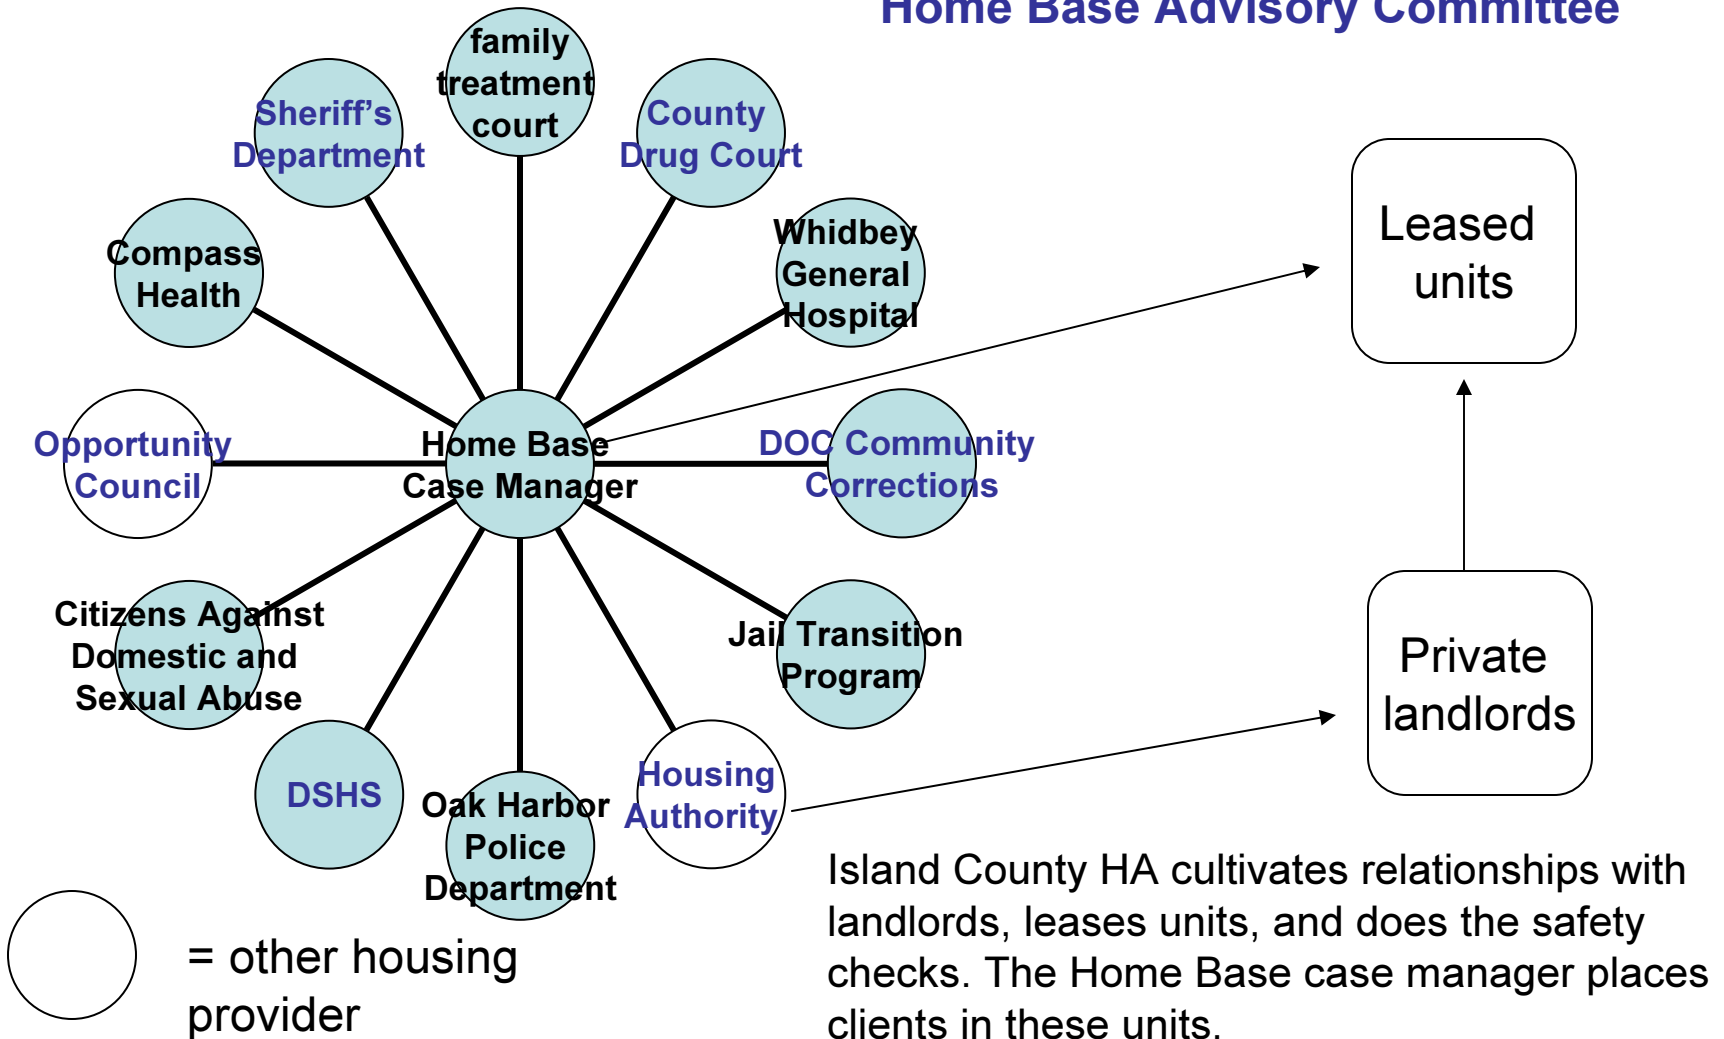 Home Base Advisory Committee
family
treatment
court
Sheriff's
Department
County
Drug Court
Compass
Health
Whidbey
General
Hospital
Leased
units
Opportunity
Council
Home Base
Case Manager
DOC Community
Corrections
Citizens Against
Domestic and
Sexual Abuse
Jail Transition
Program
Private
landlords
DSHS
Oak Harbor
Police
Department
Housing
Authority
= other housing
provider
Island County HA cultivates relationships with
landlords, leases units, and does the safety
checks. The Home Base case manager places
clients in these units.